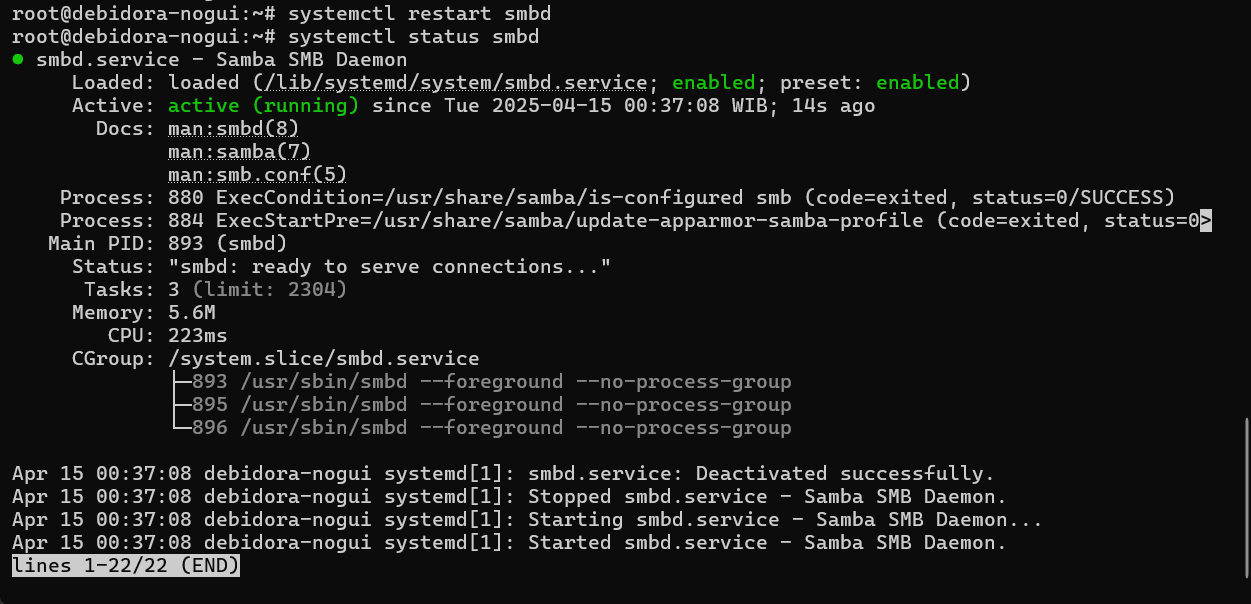 root@debidora-nogui:~# systemctl restart smbd
root@debidora-nogui:~# systemctl status smbd
● smbd.service - Samba SMB Daemon
     Loaded: loaded (/lib/systemd/system/smbd.service; enabled; preset: enabled)
     Active: active (running) since Tue 2025-04-15 00:37:08 WIB; 14s ago
       Docs: man:smbd(8)
             man:samba(7)
             man:smb.conf(5)
    Process: 880 ExecCondition=/usr/share/samba/is-configured smb (code=exited, status=0/SUCCESS)
    Process: 884 ExecStartPre=/usr/share/samba/update-apparmor-samba-profile (code=exited, status=0>
   Main PID: 893 (smbd)
     Status: "smbd: ready to serve connections..."
      Tasks: 3 (limit: 2304)
     Memory: 5.6M
        CPU: 223ms
     CGroup: /system.slice/smbd.service
             ├─893 /usr/sbin/smbd --foreground --no-process-group
             ├─895 /usr/sbin/smbd --foreground --no-process-group
             └─896 /usr/sbin/smbd --foreground --no-process-group

Apr 15 00:37:08 debidora-nogui systemd[1]: smbd.service: Deactivated successfully.
Apr 15 00:37:08 debidora-nogui systemd[1]: Stopped smbd.service - Samba SMB Daemon.
Apr 15 00:37:08 debidora-nogui systemd[1]: Starting smbd.service - Samba SMB Daemon...
Apr 15 00:37:08 debidora-nogui systemd[1]: Started smbd.service - Samba SMB Daemon.
lines 1-22/22 (END)